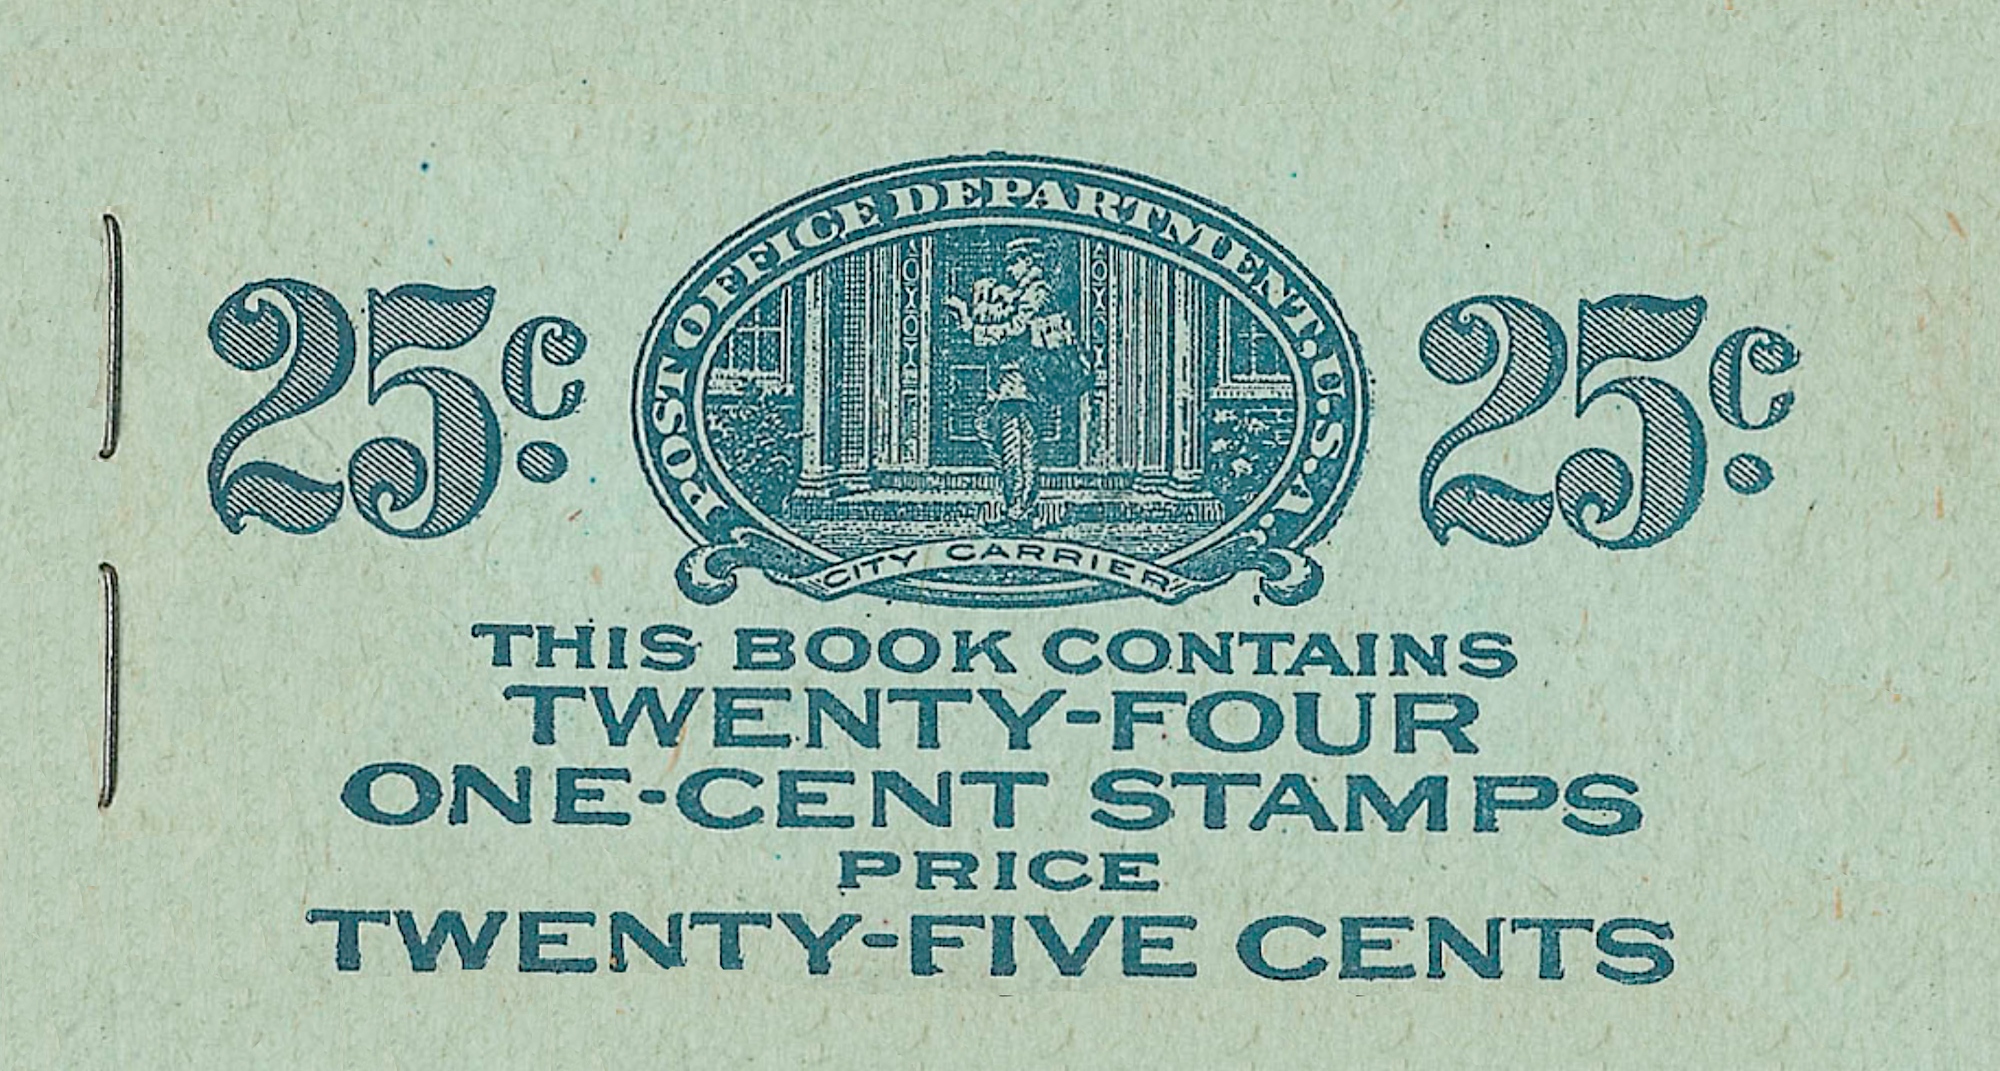 POST OFFICE DEPARTMENT. U.S.A.
25c. 25c.
CITY CARRIER
THIS BOOK CONTAINS
TWENTY-FOUR
ONE-CENT STAMPS
PRICE
TWENTY-FIVE CENTS